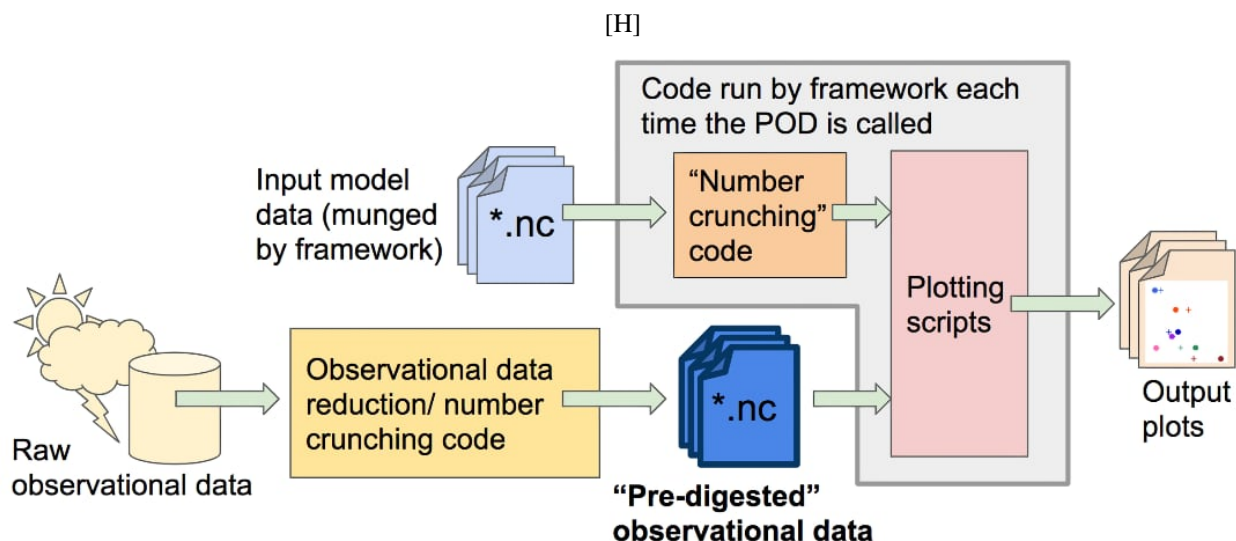 [H]
Code run by framework each
time the POD is called
Input model
data (munged
by framework)
*.nc
“Number
crunching”
code
Plotting
scripts
Output
plots
Raw
observational data
Observational data
reduction/ number
crunching code
*.nc
“Pre-digested”
observational data